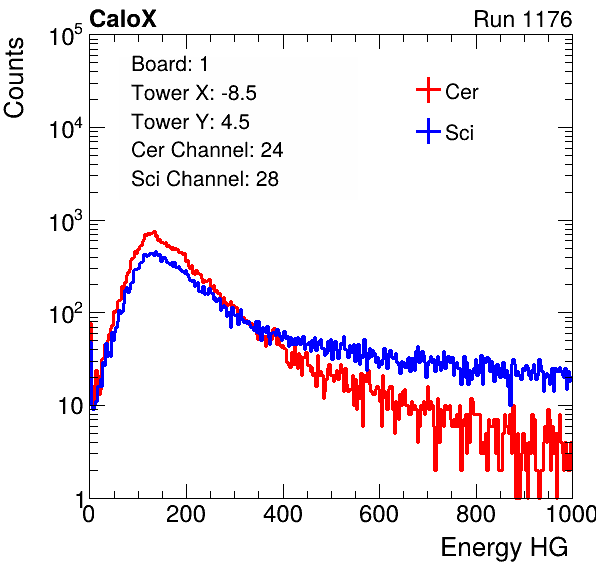 CaloX Run 1176
Counts
10^5
10^4
10^3
10^2
10
1
Board: 1
Tower X: -8.5
Tower Y: 4.5
Cer Channel: 24
Sci Channel: 28
Cer
Sci
0 200 400 600 800 1000
Energy HG